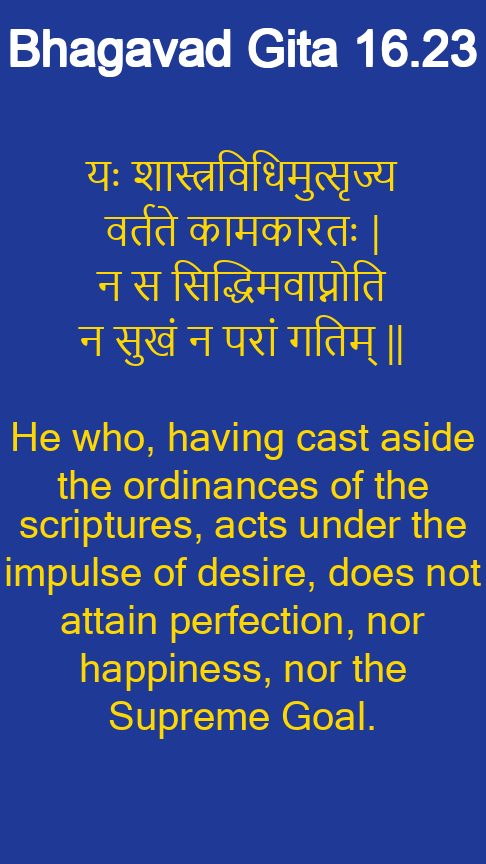 Bhagavad Gita 16.23
यः शास्त्रविधिमुत्सृज्य
वर्तते कामकारतः |
न स सिद्धिमवाप्नोति
न सुखं न परां गतिम् ||
He who, having cast aside
the ordinances of the
scriptures, acts under the
impulse of desire, does not
attain perfection, nor
happiness, nor the
Supreme Goal.